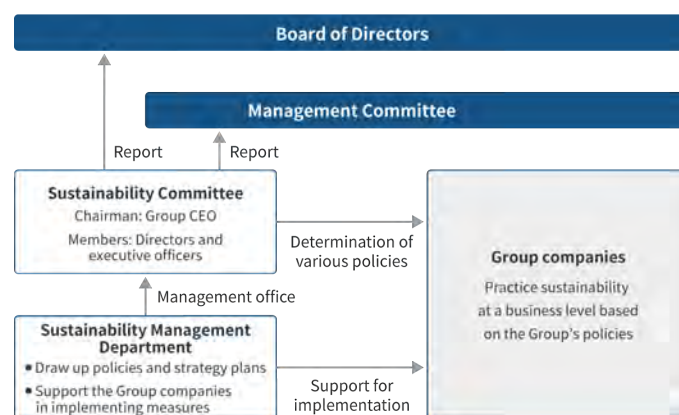 Board of Directors
Management Committee
Report
Report
Sustainability Committee
Chairman: Group CEO
Members: Directors and
executive officers
Determination of
various policies
Group companies
Practice sustainability
at a business level based
on the Group's policies
Management office
Sustainability Management
Department
• Draw up policies and strategy plans
• Support the Group companies
in implementing measures
Support for
implementation